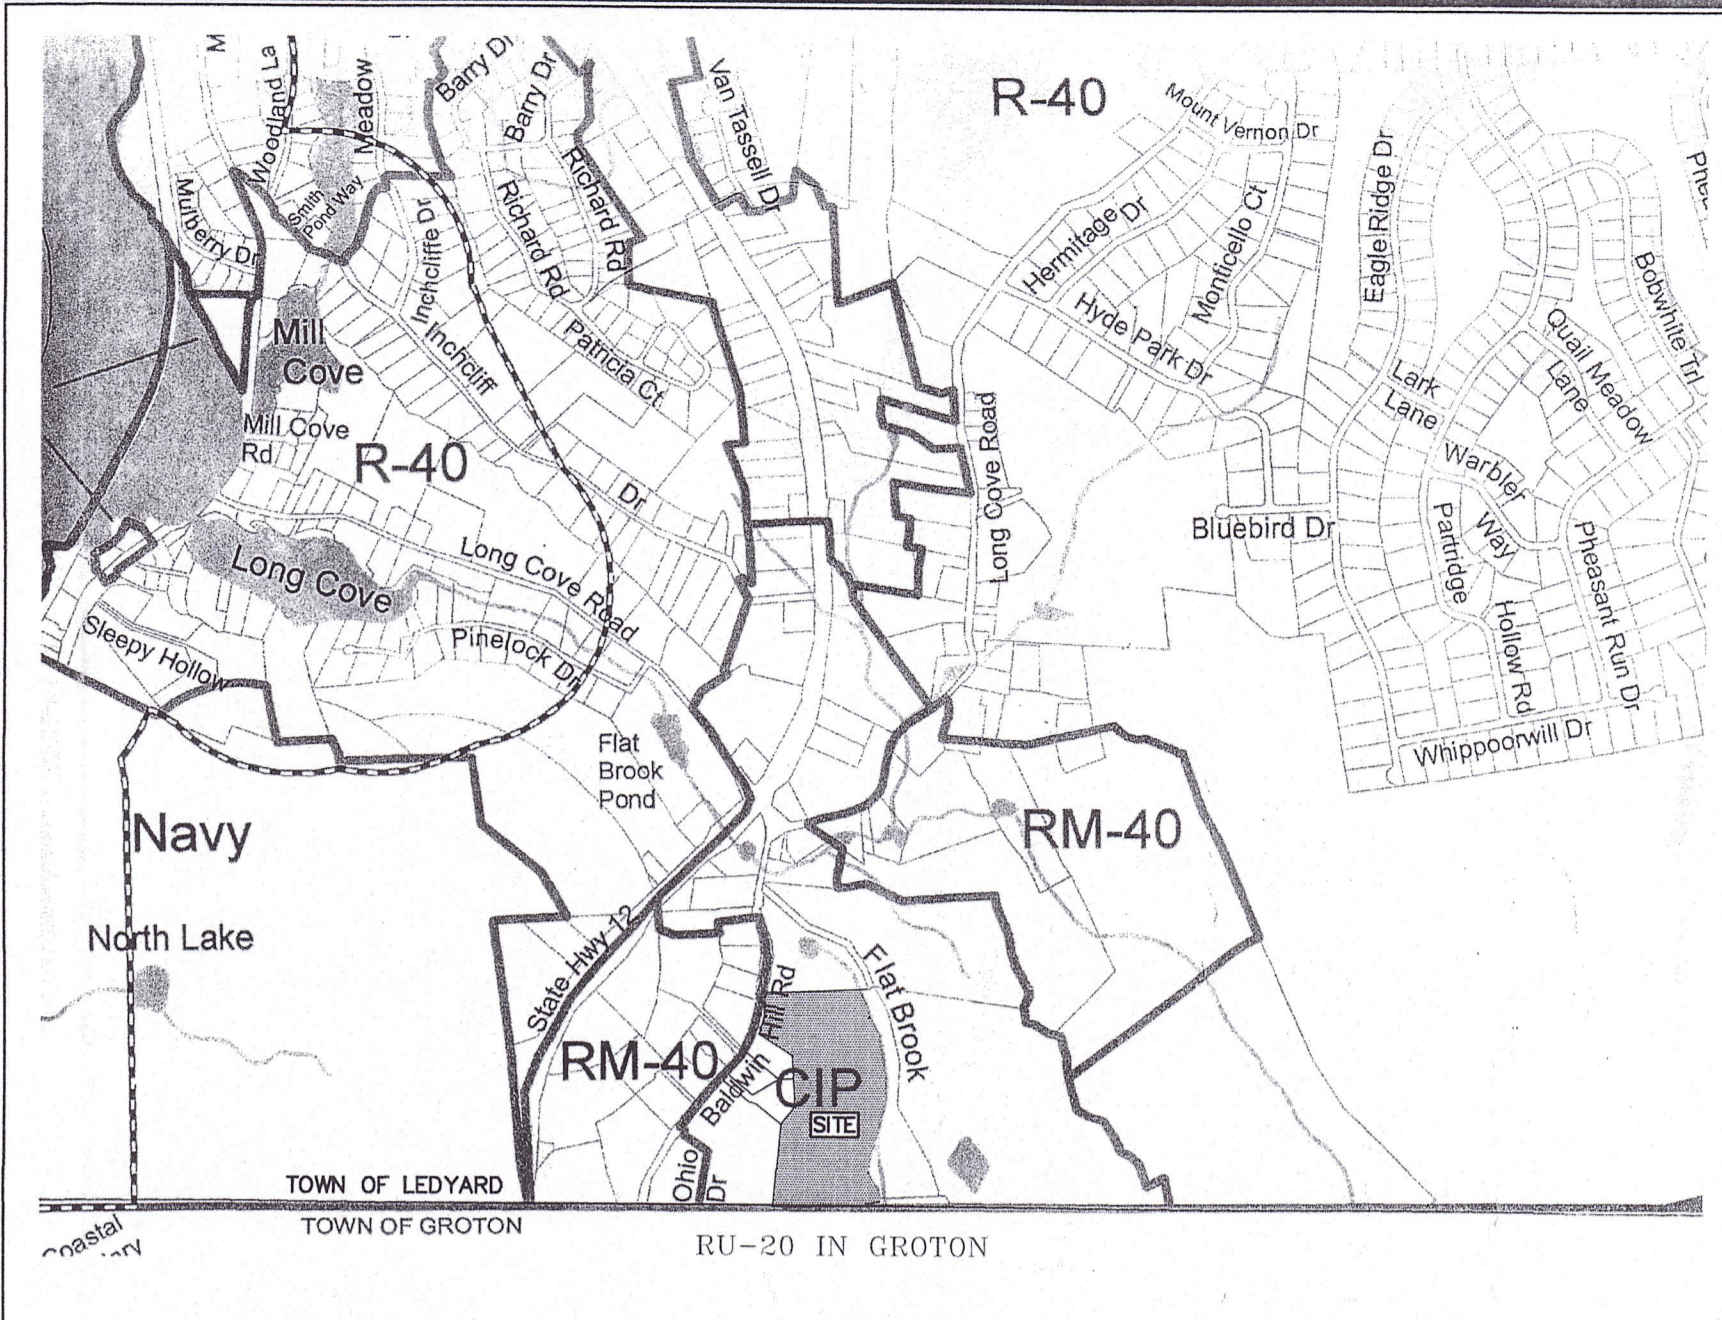 M
Woodland La
Meadow
Barry Dr
Barry Dr
Van Tassell Dr
R-40
Mount Vernon Dr
Eagle Ridge Dr
Mulberry Dr
Smith
Pond Way
Inchcliffe Dr
Richard Rd
Richard Rd
Hermitage Dr
Monticello Ct
Bobwhite Trl
Mill
Cove
Inchcliff
Dr
Patricia Ct
Hyde Park Dr
Quail Meadow
Lane
Lark
Lane
Mill Cove
Rd
R-40
Long Cove Road
Warbler
Way
Bluebird Dr
Partridge
Hollow Rd
Pheasant Run Dr
Long Cove
Long Cove Road
Sleepy Hollow
Pinelock Dr
Whippoorwill Dr
Flat
Brook
Pond
Navy
RM-40
North Lake
State Hwy 12
Flat Brook
RM-40
Baldwin Hill Rd
CIP
SITE
Ohio
Dr
TOWN OF LEDYARD
TOWN OF GROTON
Coastal
RU-20 IN GROTON